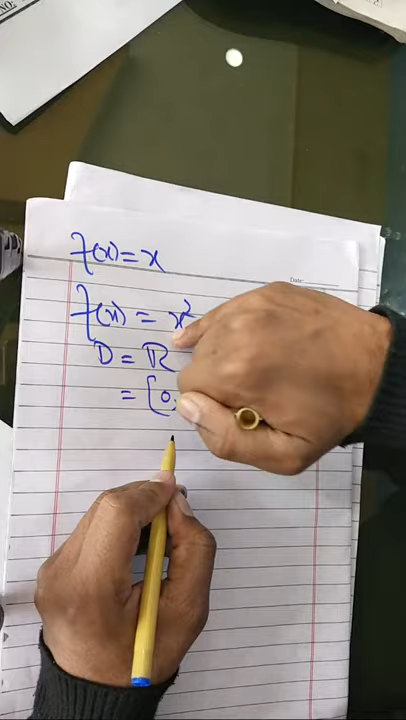 f(x) = x
Date:
f(x) = x²
D = ℝ
= [0,